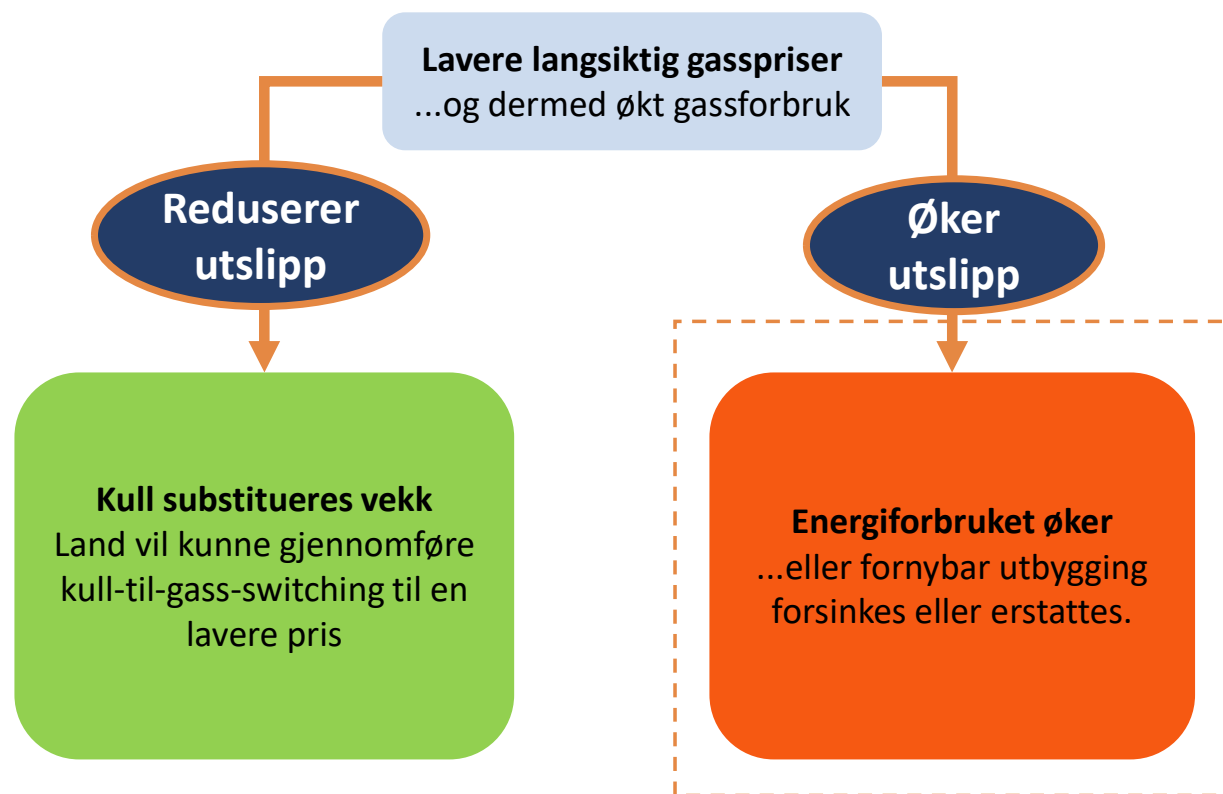 Lavere langsiktig gasspriser
...og dermed økt gassforbruk
Reduserer
utslipp
Øker
utslipp
Kull substitueres vekk
Land vil kunne gjennomføre
kull-til-gass-switching til en
lavere pris
Energiforbruket øker
...eller fornybar utbygging
forsinkes eller erstattes.